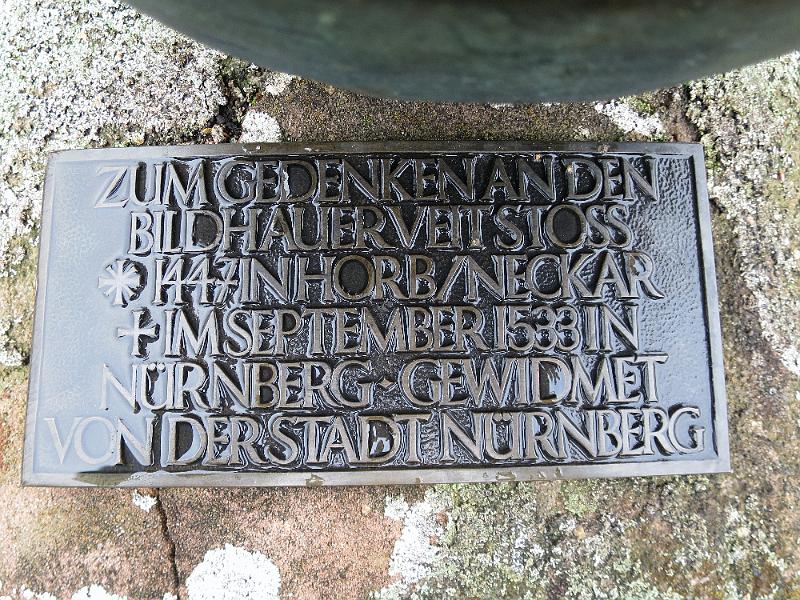 ZUM GEDENKEN AN DEN
BILDHAUER VEIT STOSS
* 1447 IN HORB/NECKAR
+ IM SEPTEMBER 1533 IN
NÜRNBERG · GEWIDMET
VON DER STADT NÜRNBERG